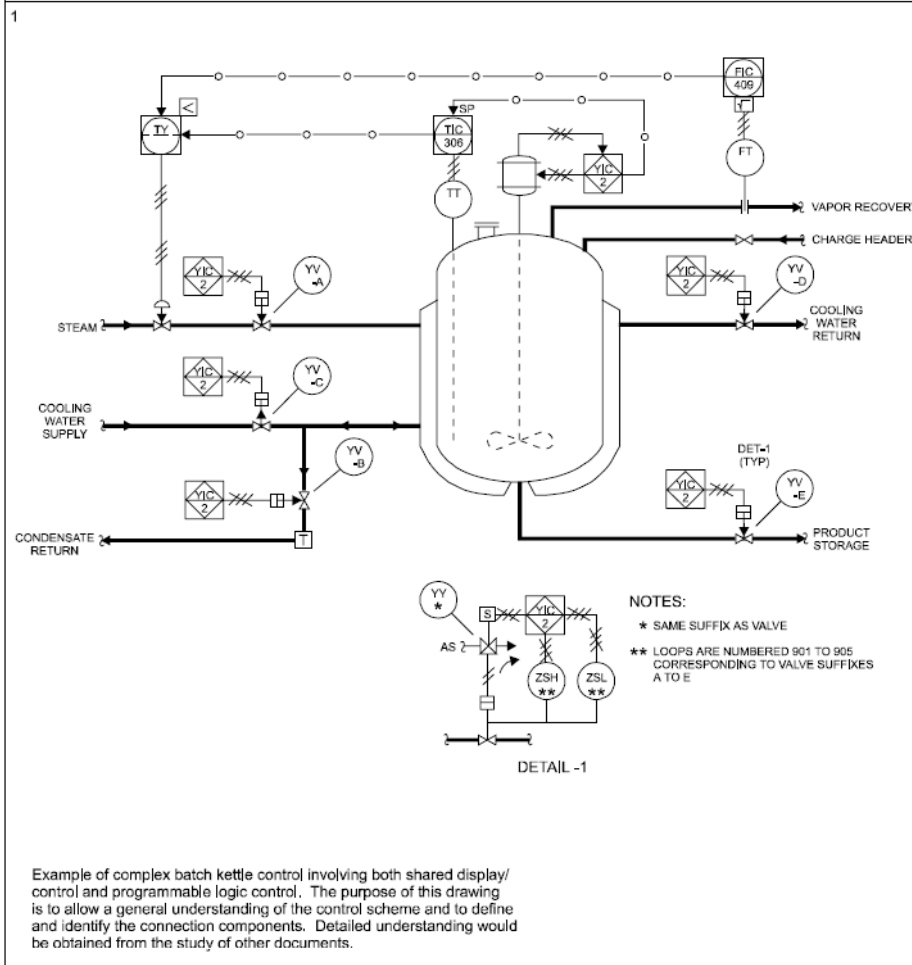 1
FIC
409
√
<
TY
SP
TIC
306
YIC
2
FT
TT
VAPOR RECOVERY
CHARGE HEADER
YIC
2
YV
-A
YIC
2
YV
-D
STEAM
COOLING
WATER
RETURN
YIC
2
YV
-C
COOLING
WATER
SUPPLY
YV
-B
DET-1
(TYP)
YIC
2
YIC
2
YV
-E
CONDENSATE
RETURN
T
PRODUCT
STORAGE
YY
*
S
YIC
2
AS
ZSH
**
ZSL
**
NOTES:
* SAME SUFFIX AS VALVE
** LOOPS ARE NUMBERED 901 TO 905
CORRESPONDING TO VALVE SUFFIXES
A TO E
DETAIL -1
Example of complex batch kettle control involving both shared display/
control and programmable logic control. The purpose of this drawing
is to allow a general understanding of the control scheme and to define
and identify the connection components. Detailed understanding would
be obtained from the study of other documents.